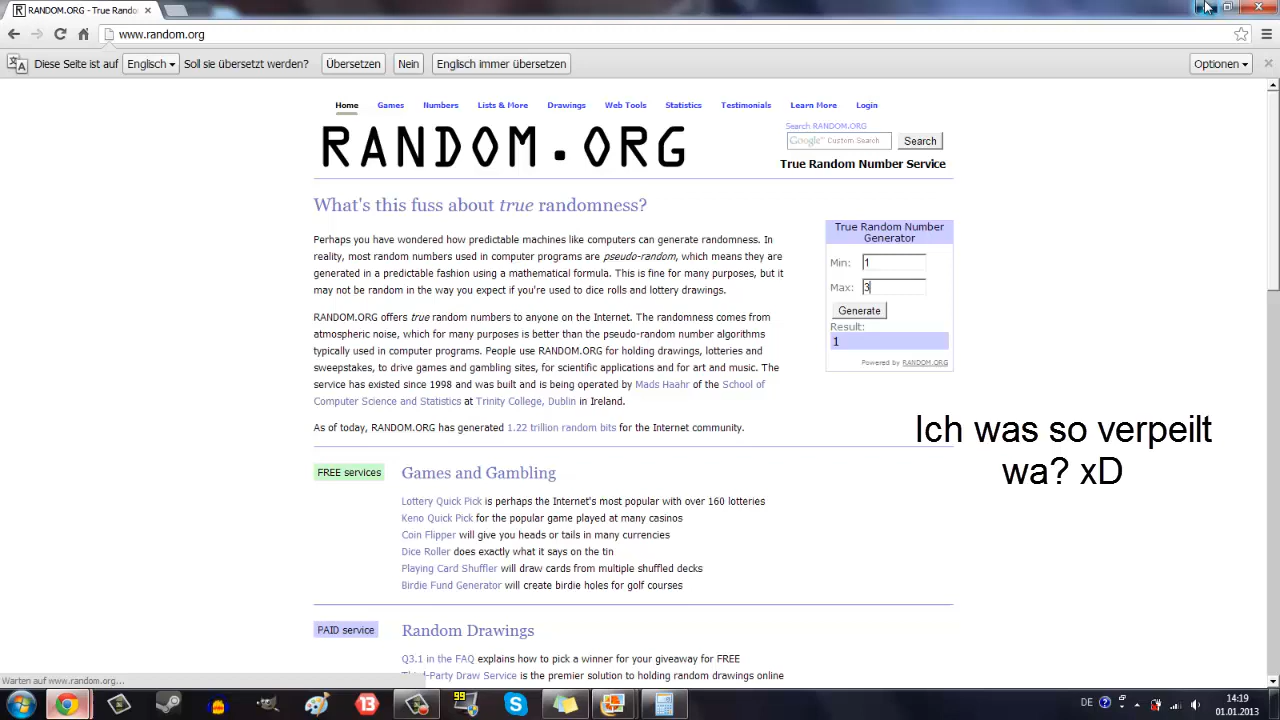 RANDOM.ORG - True Rando
www.random.org
Diese Seite ist auf Englisch Soll sie übersetzt werden? Übersetzen Nein Englisch immer übersetzen Optionen
Home Games Numbers Lists & More Drawings Web Tools Statistics Testimonials Learn More Login
Search RANDOM.ORG
RANDOM.ORG
Google™ Custom Search Search
True Random Number Service
What's this fuss about true randomness?
Perhaps you have wondered how predictable machines like computers can generate randomness. In
reality, most random numbers used in computer programs are pseudo-random, which means they are
generated in a predictable fashion using a mathematical formula. This is fine for many purposes, but it
may not be random in the way you expect if you're used to dice rolls and lottery drawings.
RANDOM.ORG offers true random numbers to anyone on the Internet. The randomness comes from
atmospheric noise, which for many purposes is better than the pseudo-random number algorithms
typically used in computer programs. People use RANDOM.ORG for holding drawings, lotteries and
sweepstakes, to drive games and gambling sites, for scientific applications and for art and music. The
service has existed since 1998 and was built and is being operated by Mads Haahr of the School of
Computer Science and Statistics at Trinity College, Dublin in Ireland.
As of today, RANDOM.ORG has generated 1.22 trillion random bits for the Internet community.
True Random Number
Generator
Min: 1
Max: 3
Generate
Result:
1
Powered by RANDOM.ORG
Ich was so verpeilt
wa? xD
FREE services
Games and Gambling
Lottery Quick Pick is perhaps the Internet's most popular with over 160 lotteries
Keno Quick Pick for the popular game played at many casinos
Coin Flipper will give you heads or tails in many currencies
Dice Roller does exactly what it says on the tin
Playing Card Shuffler will draw cards from multiple shuffled decks
Birdie Fund Generator will create birdie holes for golf courses
PAID service
Random Drawings
Q3.1 in the FAQ explains how to pick a winner for your giveaway for FREE
Third-Party Draw Service is the premier solution to holding random drawings online
Warten auf www.random.org...
13
99
DE
14:19
01.01.2013